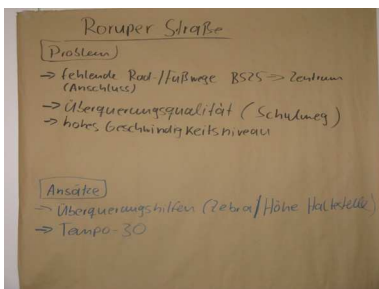 Roruper Straße
Problem
→ fehlende Rad-/Fußwege B525 → Zentrum
(Anschluss)
→ Überquerungsqualität (Schulweg)
→ hohes Geschwindigkeitsniveau
Ansätze
→ Überquerungshilfen (Zebra/Höhe Haltestelle)
→ Tempo-30